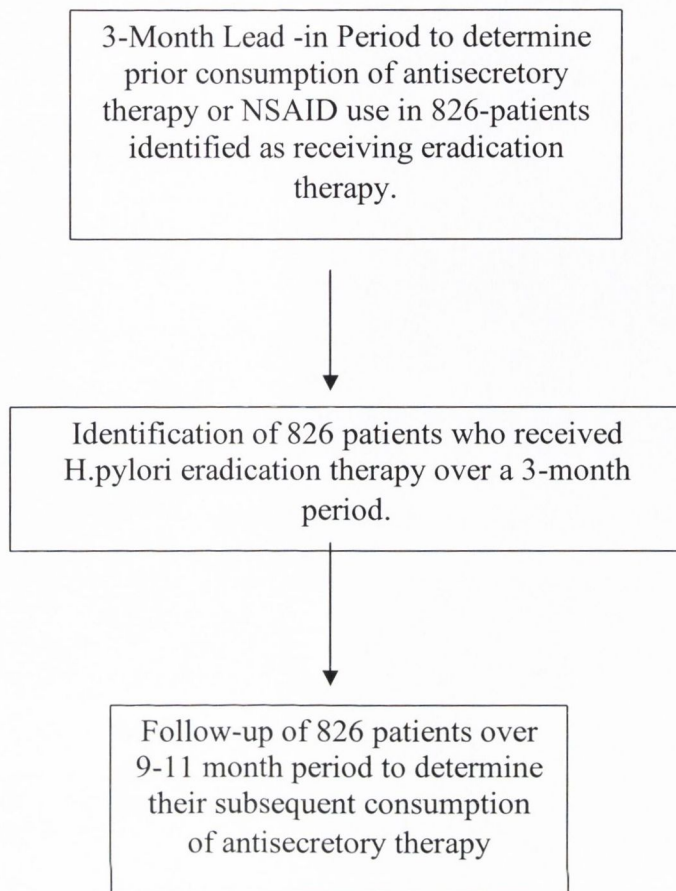 3-Month Lead -in Period to determine
prior consumption of antisecretory
therapy or NSAID use in 826-patients
identified as receiving eradication
therapy.
Identification of 826 patients who received
H.pylori eradication therapy over a 3-month
period.
Follow-up of 826 patients over
9-11 month period to determine
their subsequent consumption
of antisecretory therapy